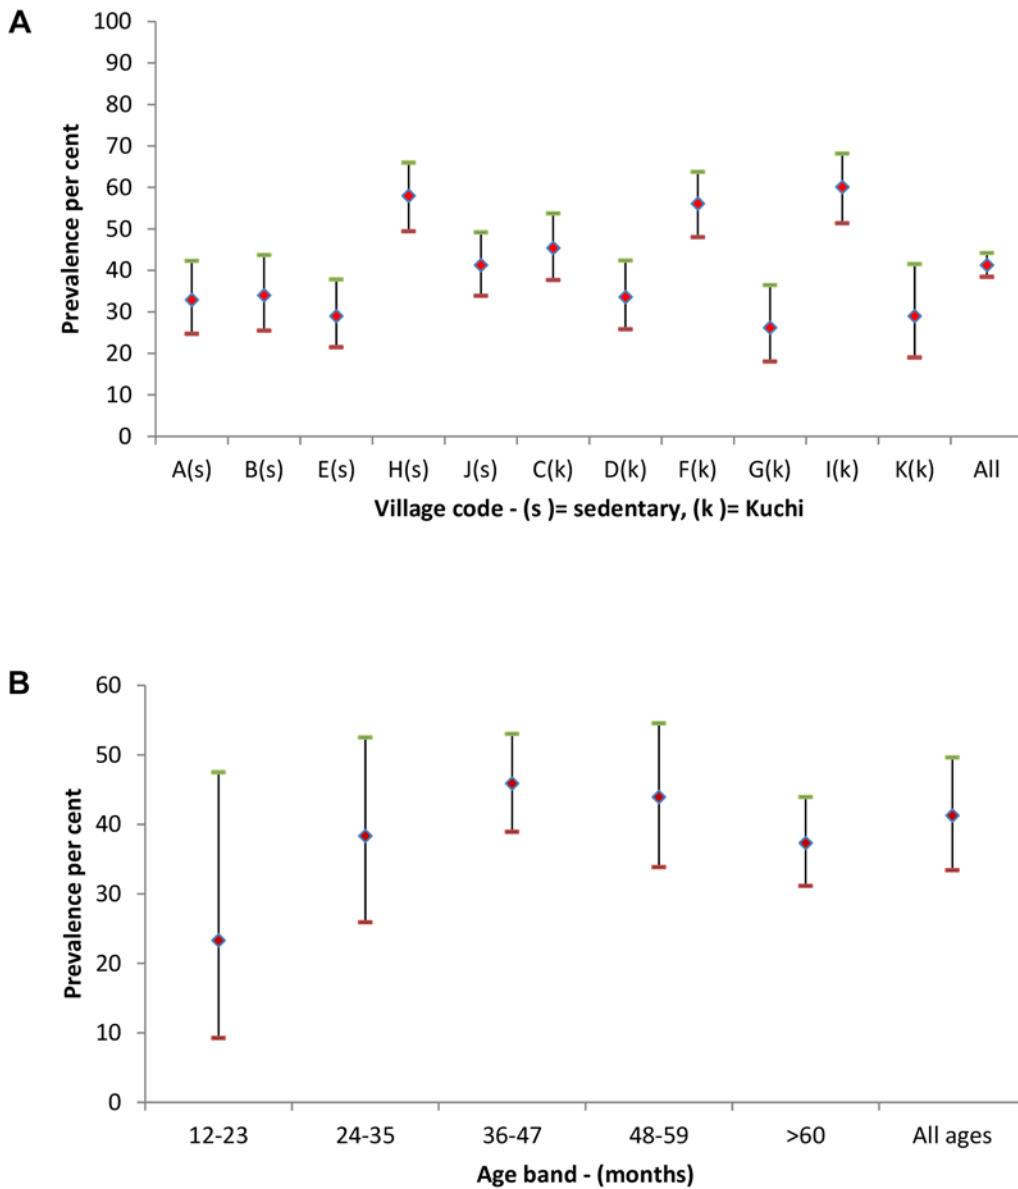 A
Prevalence per cent
100
90
80
70
60
50
40
30
20
10
0
A(s) B(s) E(s) H(s) J(s) C(k) D(k) F(k) G(k) I(k) K(k) All
Village code - (s )= sedentary, (k )= Kuchi
B
Prevalence per cent
60
50
40
30
20
10
0
12-23 24-35 36-47 48-59 >60 All ages
Age band - (months)